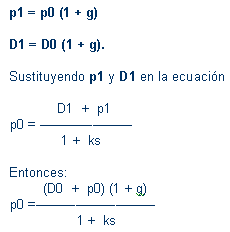 p1 = p0 (1 + g)
D1 = D0 (1 + g).
Sustituyendo p1 y D1 en la ecuación
D1 + p1
p0 = ―――――――
1 + ks
Entonces:
(D0 + p0) (1 + g)
p0 =―――――――――
1 + ks